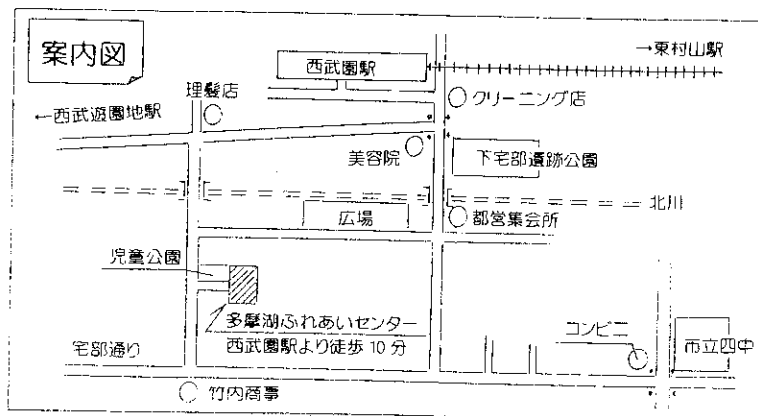 案内図
西武園駅
→東村山駅
理髪店
クリーニング店
←西武遊園地駅
美容院
下宅部遺跡公園
北川
広場
都営集会所
児童公園
多摩湖ふれあいセンター
西武園駅より徒歩10分
コンビニ
市立四中
宅部通り
竹内商事